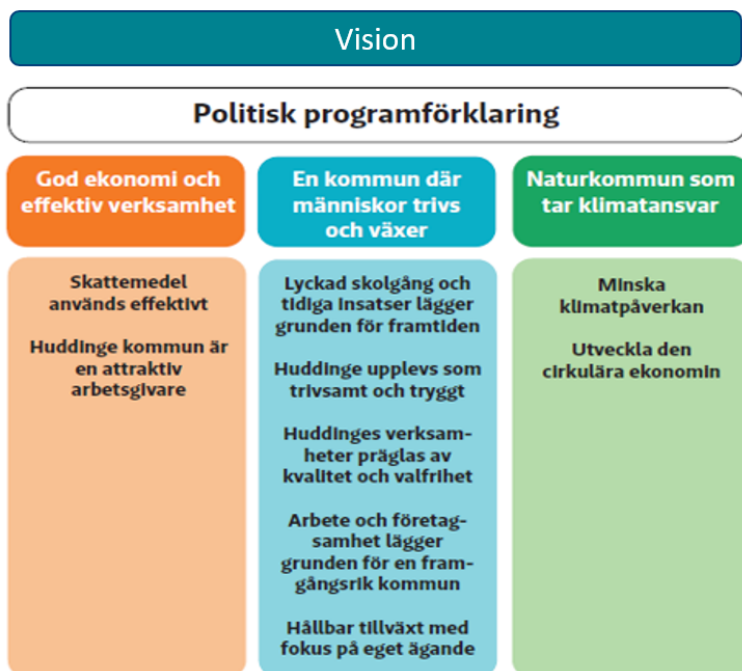 Vision
Politisk programförklaring
God ekonomi och
effektiv verksamhet
Skattemedel
används effektivt
Huddinge kommun är
en attraktiv
arbetsgivare
En kommun där
människor trivs
och växer
Lyckad skolgång och
tidiga insatser lägger
grunden för framtiden
Huddinge upplevs som
trivsamt och tryggt
Huddinges verksam-
heter präglas av
kvalitet och valfrihet
Arbete och företag-
samhet lägger
grunden för en fram-
gångsrik kommun
Hållbar tillväxt med
fokus på eget ägande
Naturkommun som
tar klimatansvar
Minska
klimatpåverkan
Utveckla den
cirkulära ekonomin